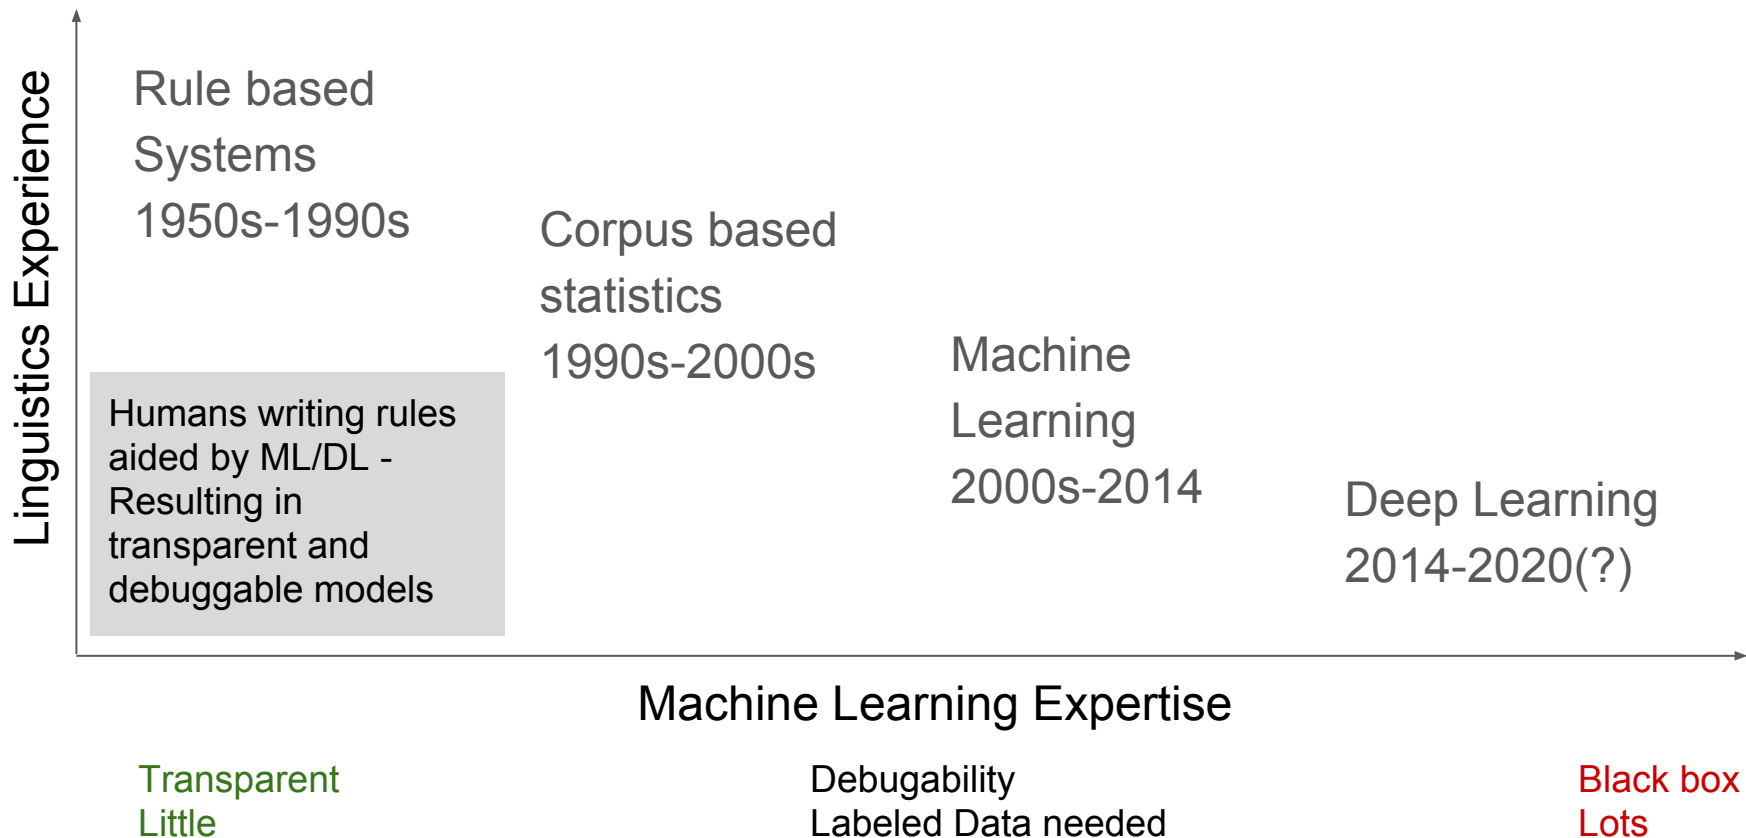 Linguistics Experience
Rule based
Systems
1950s-1990s
Corpus based
statistics
1990s-2000s
Machine
Learning
2000s-2014
Deep Learning
2014-2020(?)
Humans writing rules
aided by ML/DL -
Resulting in
transparent and
debuggable models
Machine Learning Expertise
Transparent
Little
Debugability
Labeled Data needed
Black box
Lots